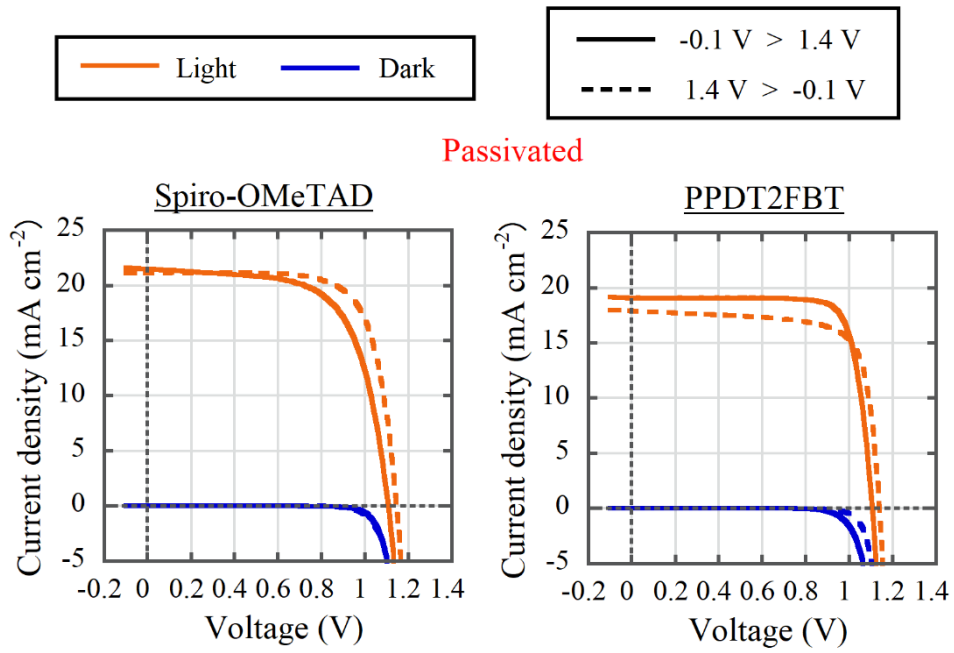 Light Dark
-0.1 V > 1.4 V
1.4 V > -0.1 V
Passivated
Spiro-OMeTAD
25
20
15
10
5
0
-5
-0.2 0 0.2 0.4 0.6 0.8 1 1.2 1.4
Current density (mA cm⁻²)
Voltage (V)
PPDT2FBT
25
20
15
10
5
0
-5
-0.2 0 0.2 0.4 0.6 0.8 1 1.2 1.4
Current density (mA cm⁻²)
Voltage (V)